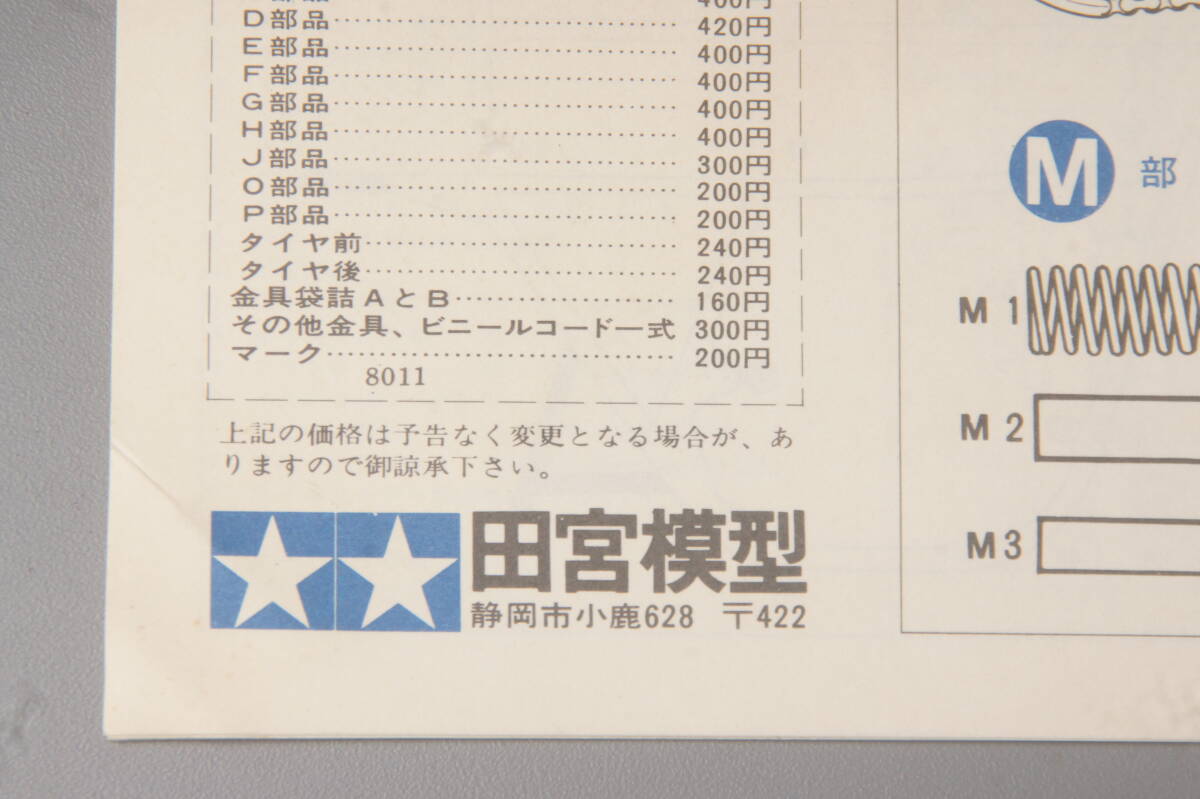 部品 400円
D部品 420円
E部品 400円
F部品 400円
G部品 400円
H部品 400円
J部品 300円
O部品 200円
P部品 200円
タイヤ前 240円
タイヤ後 240円
金具袋詰AとB 160円
その他金具、ビニールコード一式 300円
マーク 200円
8011
上記の価格は予告なく変更となる場合が、あ
りますので御諒承下さい。
田宮模型
静岡市小鹿628 〒422
M 部
M1
M2
M3